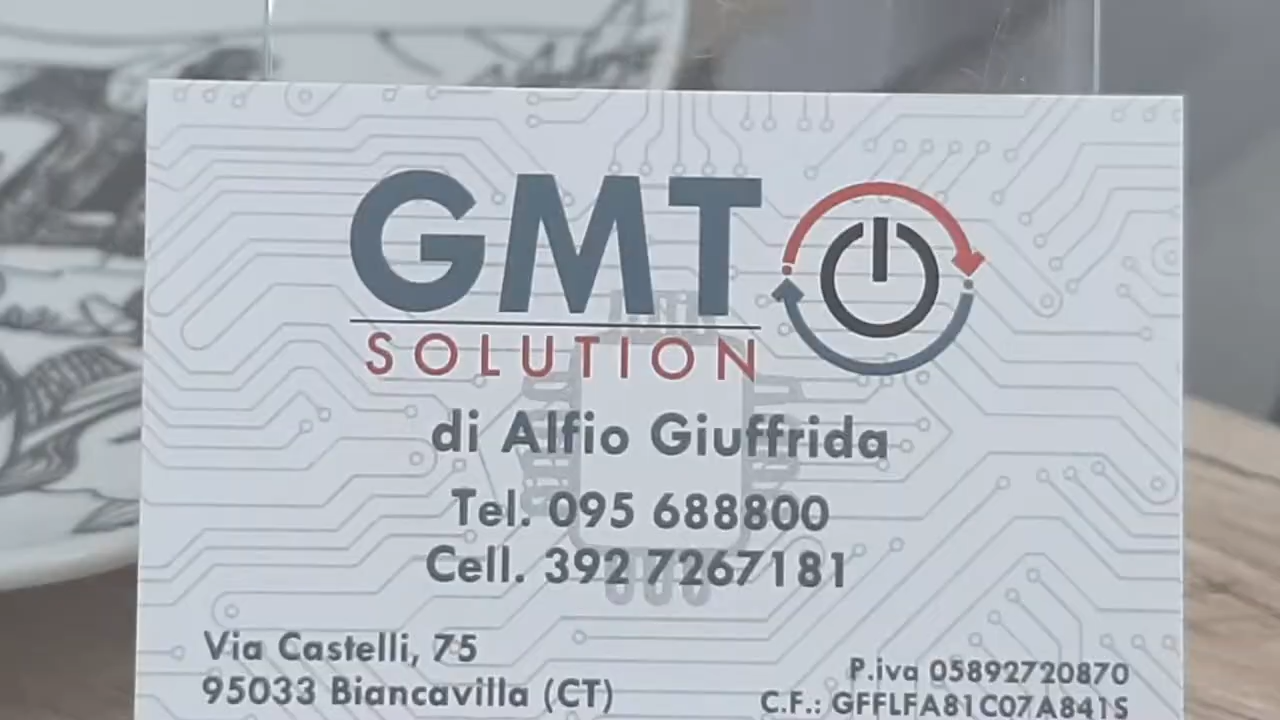 GMT
SOLUTION
di Alfio Giuffrida
Tel. 095 688800
Cell. 392 7267181
Via Castelli, 75
95033 Biancavilla (CT)
P.iva 05892720870
C.F.: GFFLFA81C07A841S